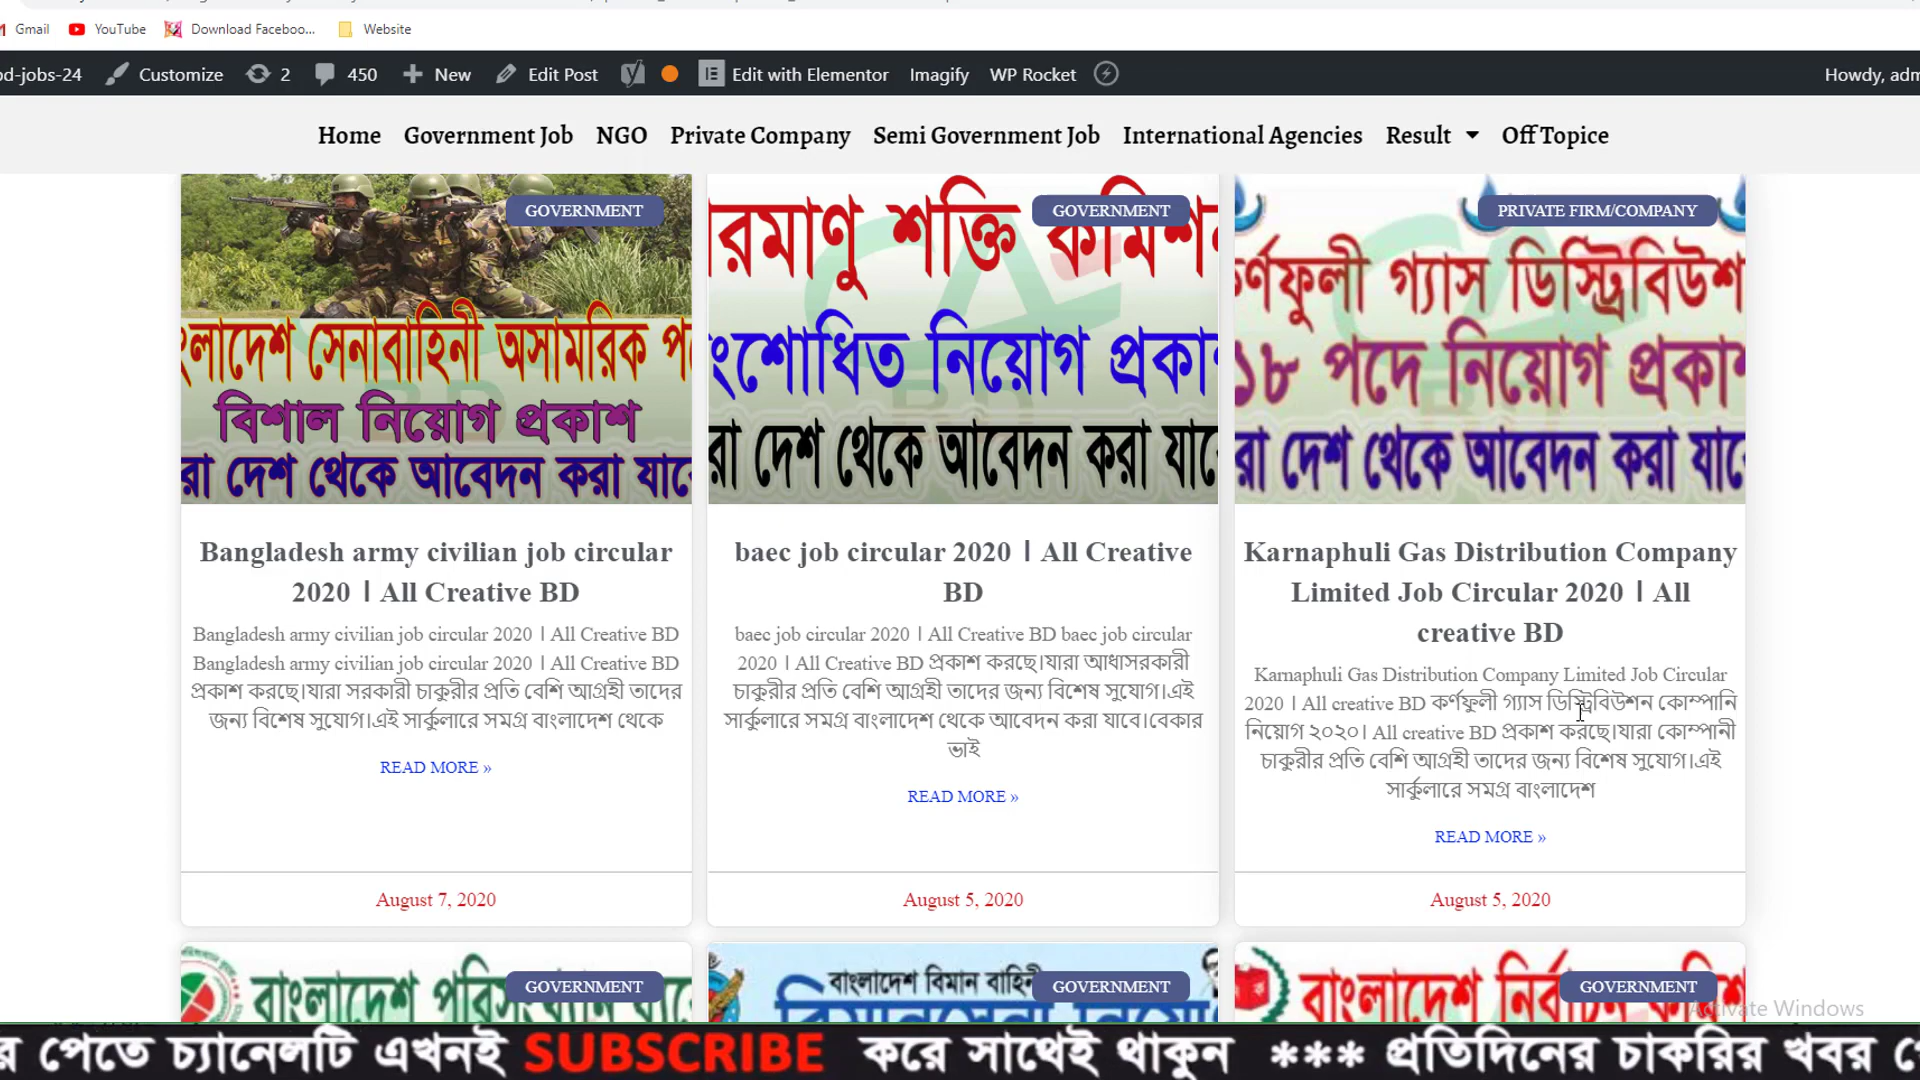 Gmail YouTube Download Faceboo... Website
od-jobs-24 Customize 2 450 New Edit Post Edit with Elementor Imagify WP Rocket Howdy, adm
Home Government Job NGO Private Company Semi Government Job International Agencies Result Off Topice
GOVERNMENT
লাদেশ সেনাবাহিনী অসামরিক প
বিশাল নিয়োগ প্রকাশ
রা দেশ থেকে আবেদন করা যাবে
Bangladesh army civilian job circular
2020 । All Creative BD
Bangladesh army civilian job circular 2020 । All Creative BD
Bangladesh army civilian job circular 2020 । All Creative BD
প্রকাশ করছে।যারা সরকারী চাকুরীর প্রতি বেশি আগ্রহী তাদের
জন্য বিশেষ সুযোগ।এই সার্কুলারে সমগ্র বাংলাদেশ থেকে
READ MORE »
August 7, 2020
GOVERNMENT
রমাণু শক্তি কমিশন
ংশোধিত নিয়োগ প্রকা
রা দেশ থেকে আবেদন করা যাবে
baec job circular 2020 । All Creative
BD
baec job circular 2020 । All Creative BD baec job circular
2020 । All Creative BD প্রকাশ করছে।যারা আধাসরকারী
চাকুরীর প্রতি বেশি আগ্রহী তাদের জন্য বিশেষ সুযোগ।এই
সার্কুলারে সমগ্র বাংলাদেশ থেকে আবেদন করা যাবে।বেকার
ভাই
READ MORE »
August 5, 2020
PRIVATE FIRM/COMPANY
কর্ণফুলী গ্যাস ডিস্ট্রিবিউশ
১৮ পদে নিয়োগ প্রকা
রা দেশ থেকে আবেদন করা যাবে
Karnaphuli Gas Distribution Company
Limited Job Circular 2020 । All
creative BD
Karnaphuli Gas Distribution Company Limited Job Circular
2020 । All creative BD কর্ণফুলী গ্যাস ডিস্ট্রিবিউশন কোম্পানি
নিয়োগ ২০২০। All creative BD প্রকাশ করছে।যারা কোম্পানী
চাকুরীর প্রতি বেশি আগ্রহী তাদের জন্য বিশেষ সুযোগ।এই
সার্কুলারে সমগ্র বাংলাদেশ
READ MORE »
August 5, 2020
GOVERNMENT
বাংলাদেশ
GOVERNMENT
বাংলাদেশ বিমান বাহিনী
GOVERNMENT
বাংলাদেশ
Activate Windows
র পেতে চ্যানেলটি এখনই SUBSCRIBE করে সাথেই থাকুন *** প্রতিদিনের চাকরির খবর পে